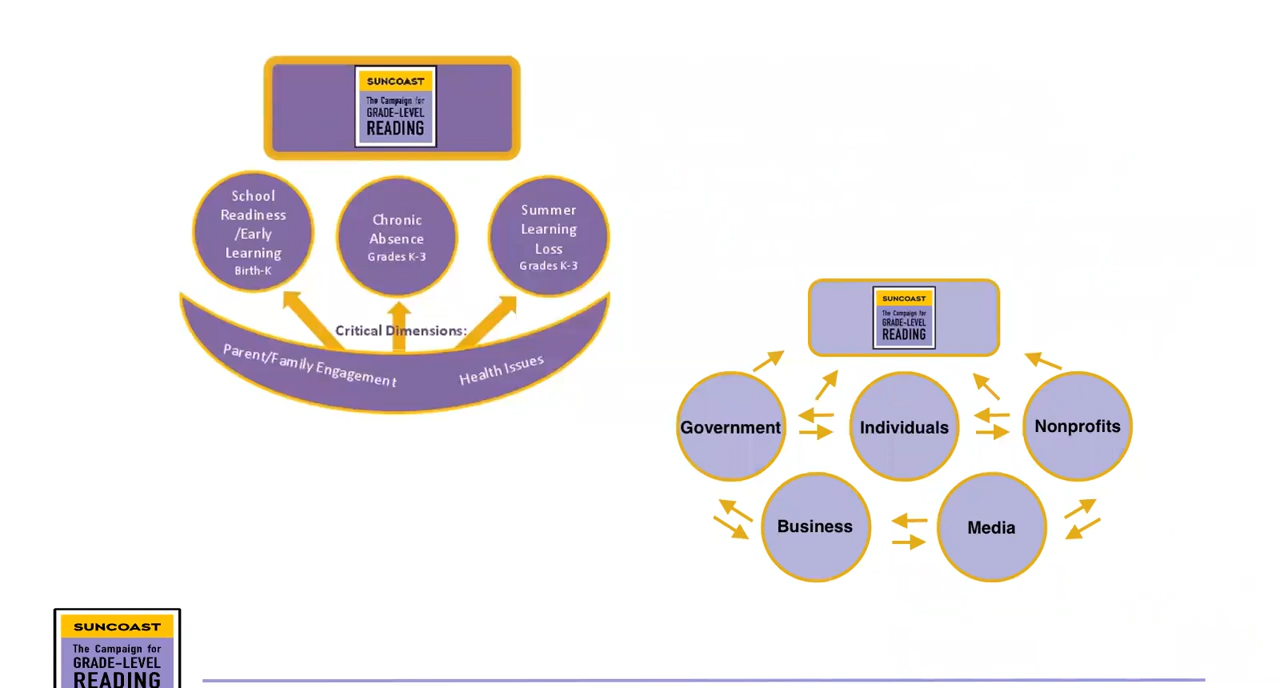 SUNCOAST
The Campaign for
GRADE-LEVEL
READING
School
Readiness
/Early
Learning
Birth-K
Chronic
Absence
Grades K-3
Summer
Learning
Loss
Grades K-3
Critical Dimensions:
Parent/Family Engagement
Health Issues
SUNCOAST
The Campaign for
GRADE-LEVEL
READING
Government
Individuals
Nonprofits
Business
Media
SUNCOAST
The Campaign for
GRADE-LEVEL
READING